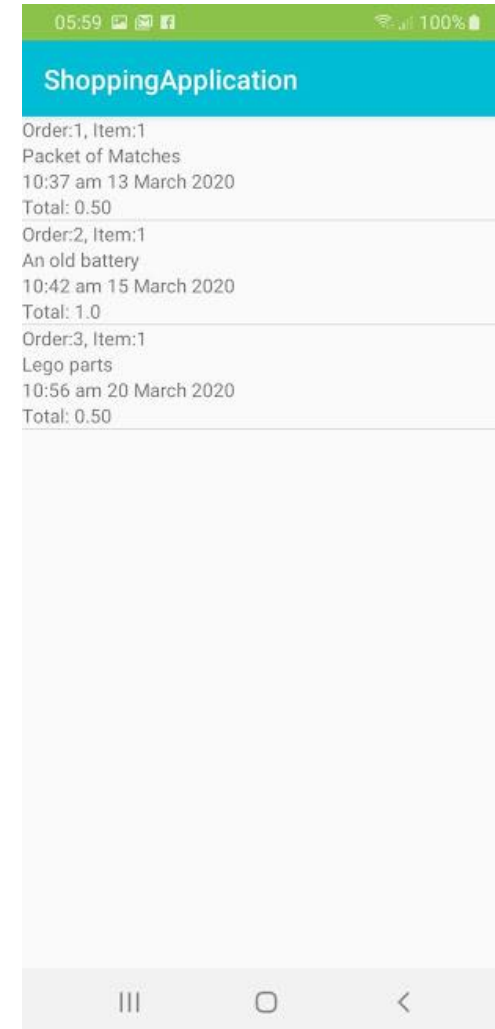 05:59 100%
ShoppingApplication
Order:1, Item:1
Packet of Matches
10:37 am 13 March 2020
Total: 0.50
Order:2, Item:1
An old battery
10:42 am 15 March 2020
Total: 1.0
Order:3, Item:1
Lego parts
10:56 am 20 March 2020
Total: 0.50